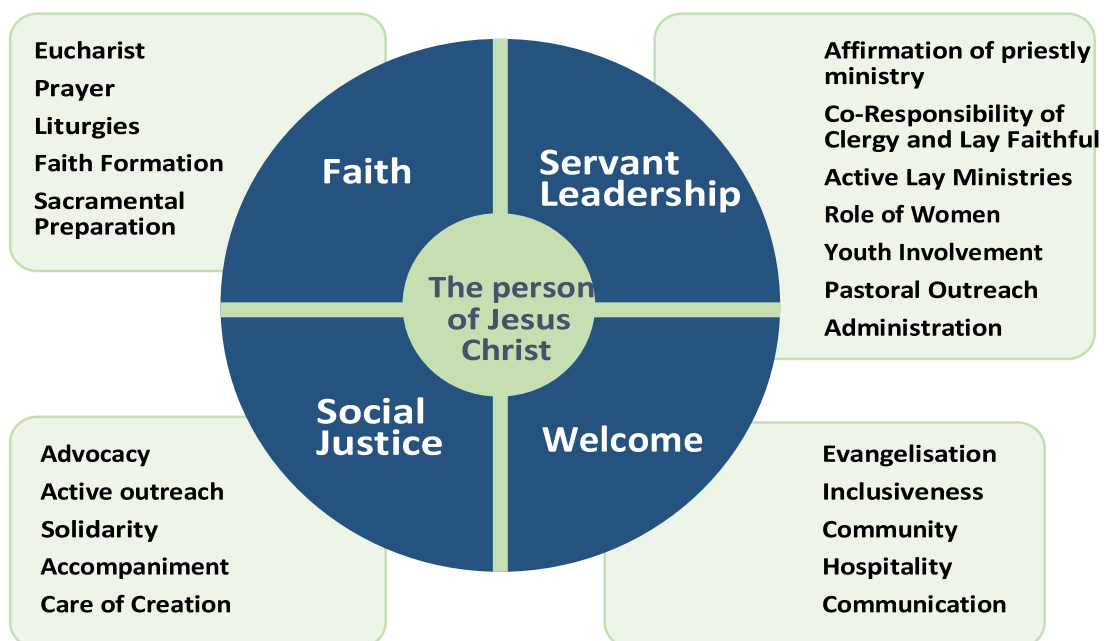 Eucharist
Prayer
Liturgies
Faith Formation
Sacramental
Preparation
Faith
Servant
Leadership
Affirmation of priestly
ministry
Co-Responsibility of
Clergy and Lay Faithful
Active Lay Ministries
Role of Women
Youth Involvement
Pastoral Outreach
Administration
The person
of Jesus
Christ
Social
Justice
Welcome
Advocacy
Active outreach
Solidarity
Accompaniment
Care of Creation
Evangelisation
Inclusiveness
Community
Hospitality
Communication